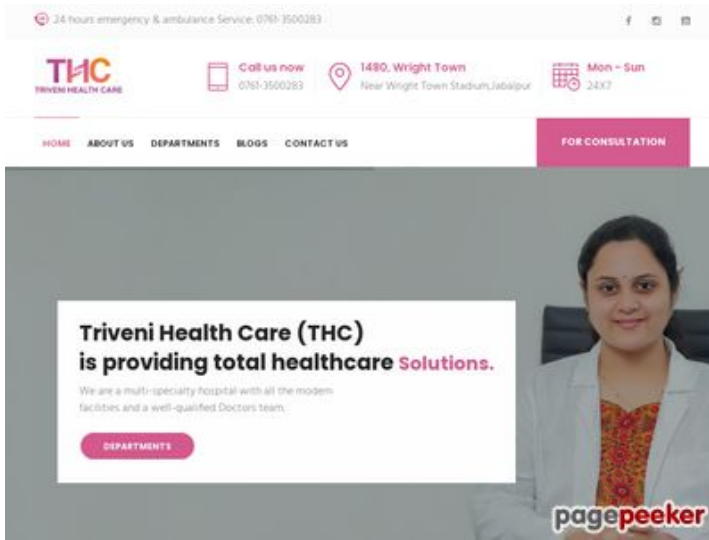 24 hours emergency & ambulance Service: 0761-3500283
THC
TRIVENI HEALTH CARE
Call us now
0761-3500283
1480, Wright Town
Near Wright Town Stadium,Jabalpur
Mon - Sun
24X7
HOME ABOUT US DEPARTMENTS BLOGS CONTACT US
FOR CONSULTATION
Triveni Health Care (THC)
is providing total healthcare Solutions.
We are a multi-specialty hospital with all the modern
facilities and a well-qualified Doctors team.
DEPARTMENTS
pagepeeker